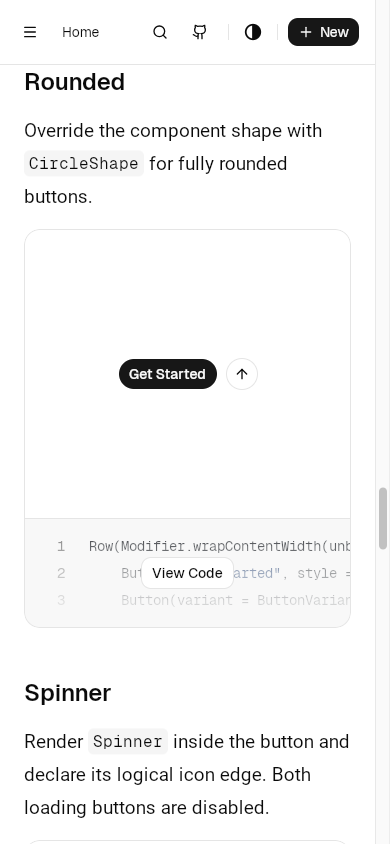 Home
New
Rounded
Override the component shape with
CircleShape for fully rounded
buttons.
Get Started
1 Row(Modifier.wrapContentWidth(unb
2 But
arted", style =
View Code
3 Button(variant = ButtonVarian
Spinner
Render Spinner inside the button and
declare its logical icon edge. Both
loading buttons are disabled.